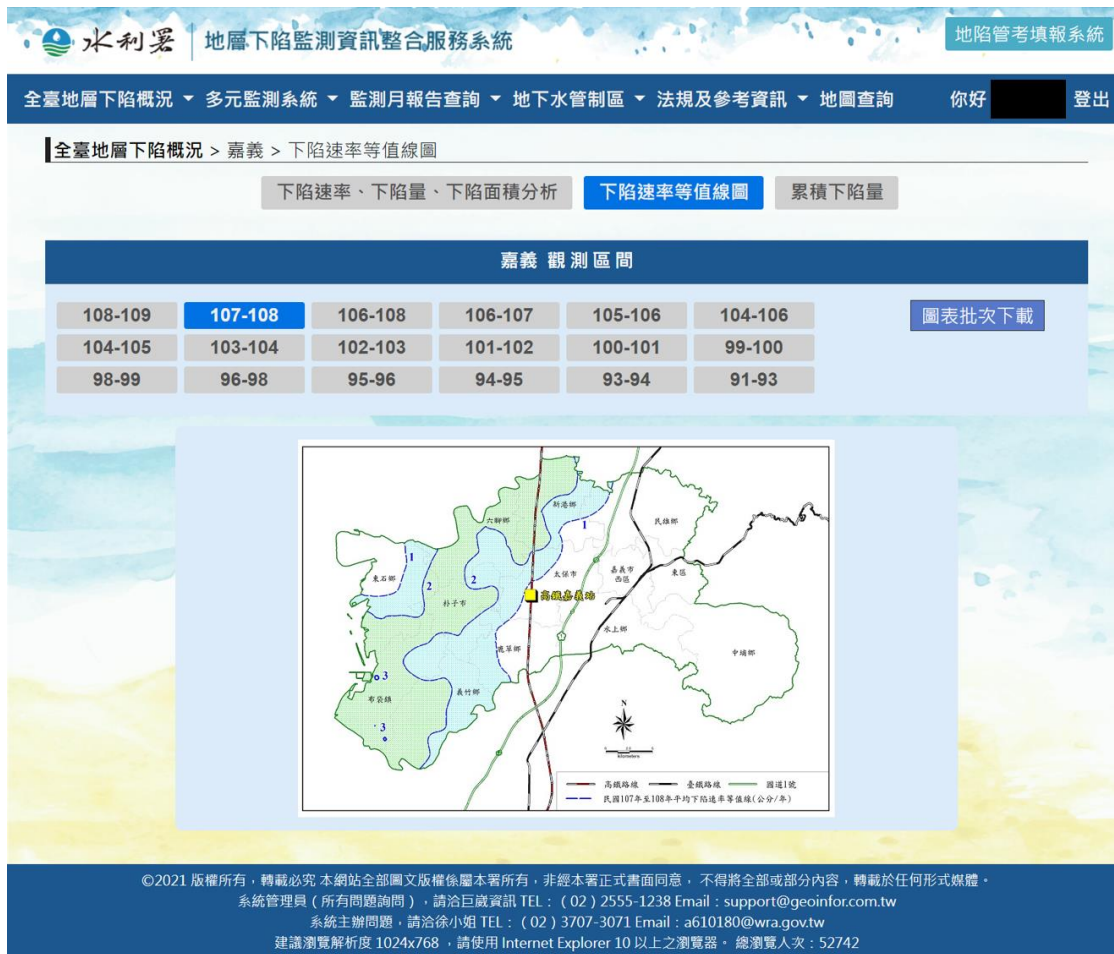 水利署 地層下陷監測資訊整合服務系統 地陷管考填報系統
全臺地層下陷概況 多元監測系統 監測月報告查詢 地下水管制區 法規及參考資訊 地圖查詢 你好 登出
全臺地層下陷概況 > 嘉義 > 下陷速率等值線圖
下陷速率、下陷量、下陷面積分析 下陷速率等值線圖 累積下陷量
嘉義 觀測區間
108-109 107-108 106-108 106-107 105-106 104-106 圖表批次下載
104-105 103-104 102-103 101-102 100-101 99-100
98-99 96-98 95-96 94-95 93-94 91-93
新港鄉
六腳鄉 1 民雄鄉
1
東石鄉 2 2 太保市 嘉義市 西區 東區
朴子市 高鐵嘉義站
水上鄉
鹿草鄉 中埔鄉
3
布袋鎮 義竹鄉
3
N
kilometers
高鐵路線 臺鐵路線 國道1號
民國107年至108年平均下陷速率等值線(公分/年)
©2021 版權所有，轉載必究 本網站全部圖文版權係屬本署所有，非經本署正式書面同意， 不得將全部或部分內容，轉載於任何形式媒體。
系統管理員（所有問題詢問），請洽巨崴資訊 TEL：（02）2555-1238 Email：support@geoinfor.com.tw
系統主辦問題，請洽徐小姐 TEL：（02）3707-3071 Email：a610180@wra.gov.tw
建議瀏覽解析度 1024x768 ，請使用 Internet Explorer 10 以上之瀏覽器。 總瀏覽人次：52742